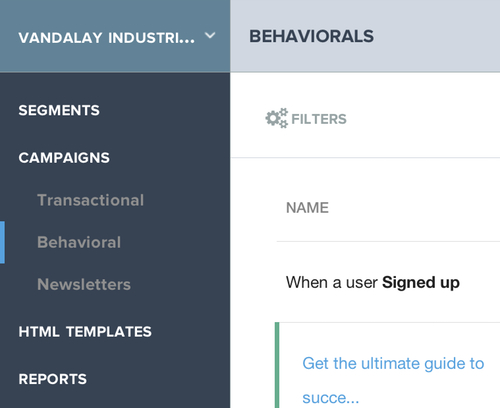 VANDALAY INDUSTRI...
BEHAVIORALS
SEGMENTS
CAMPAIGNS
Transactional
Behavioral
Newsletters
HTML TEMPLATES
REPORTS
FILTERS
NAME
When a user Signed up
Get the ultimate guide to
succe...